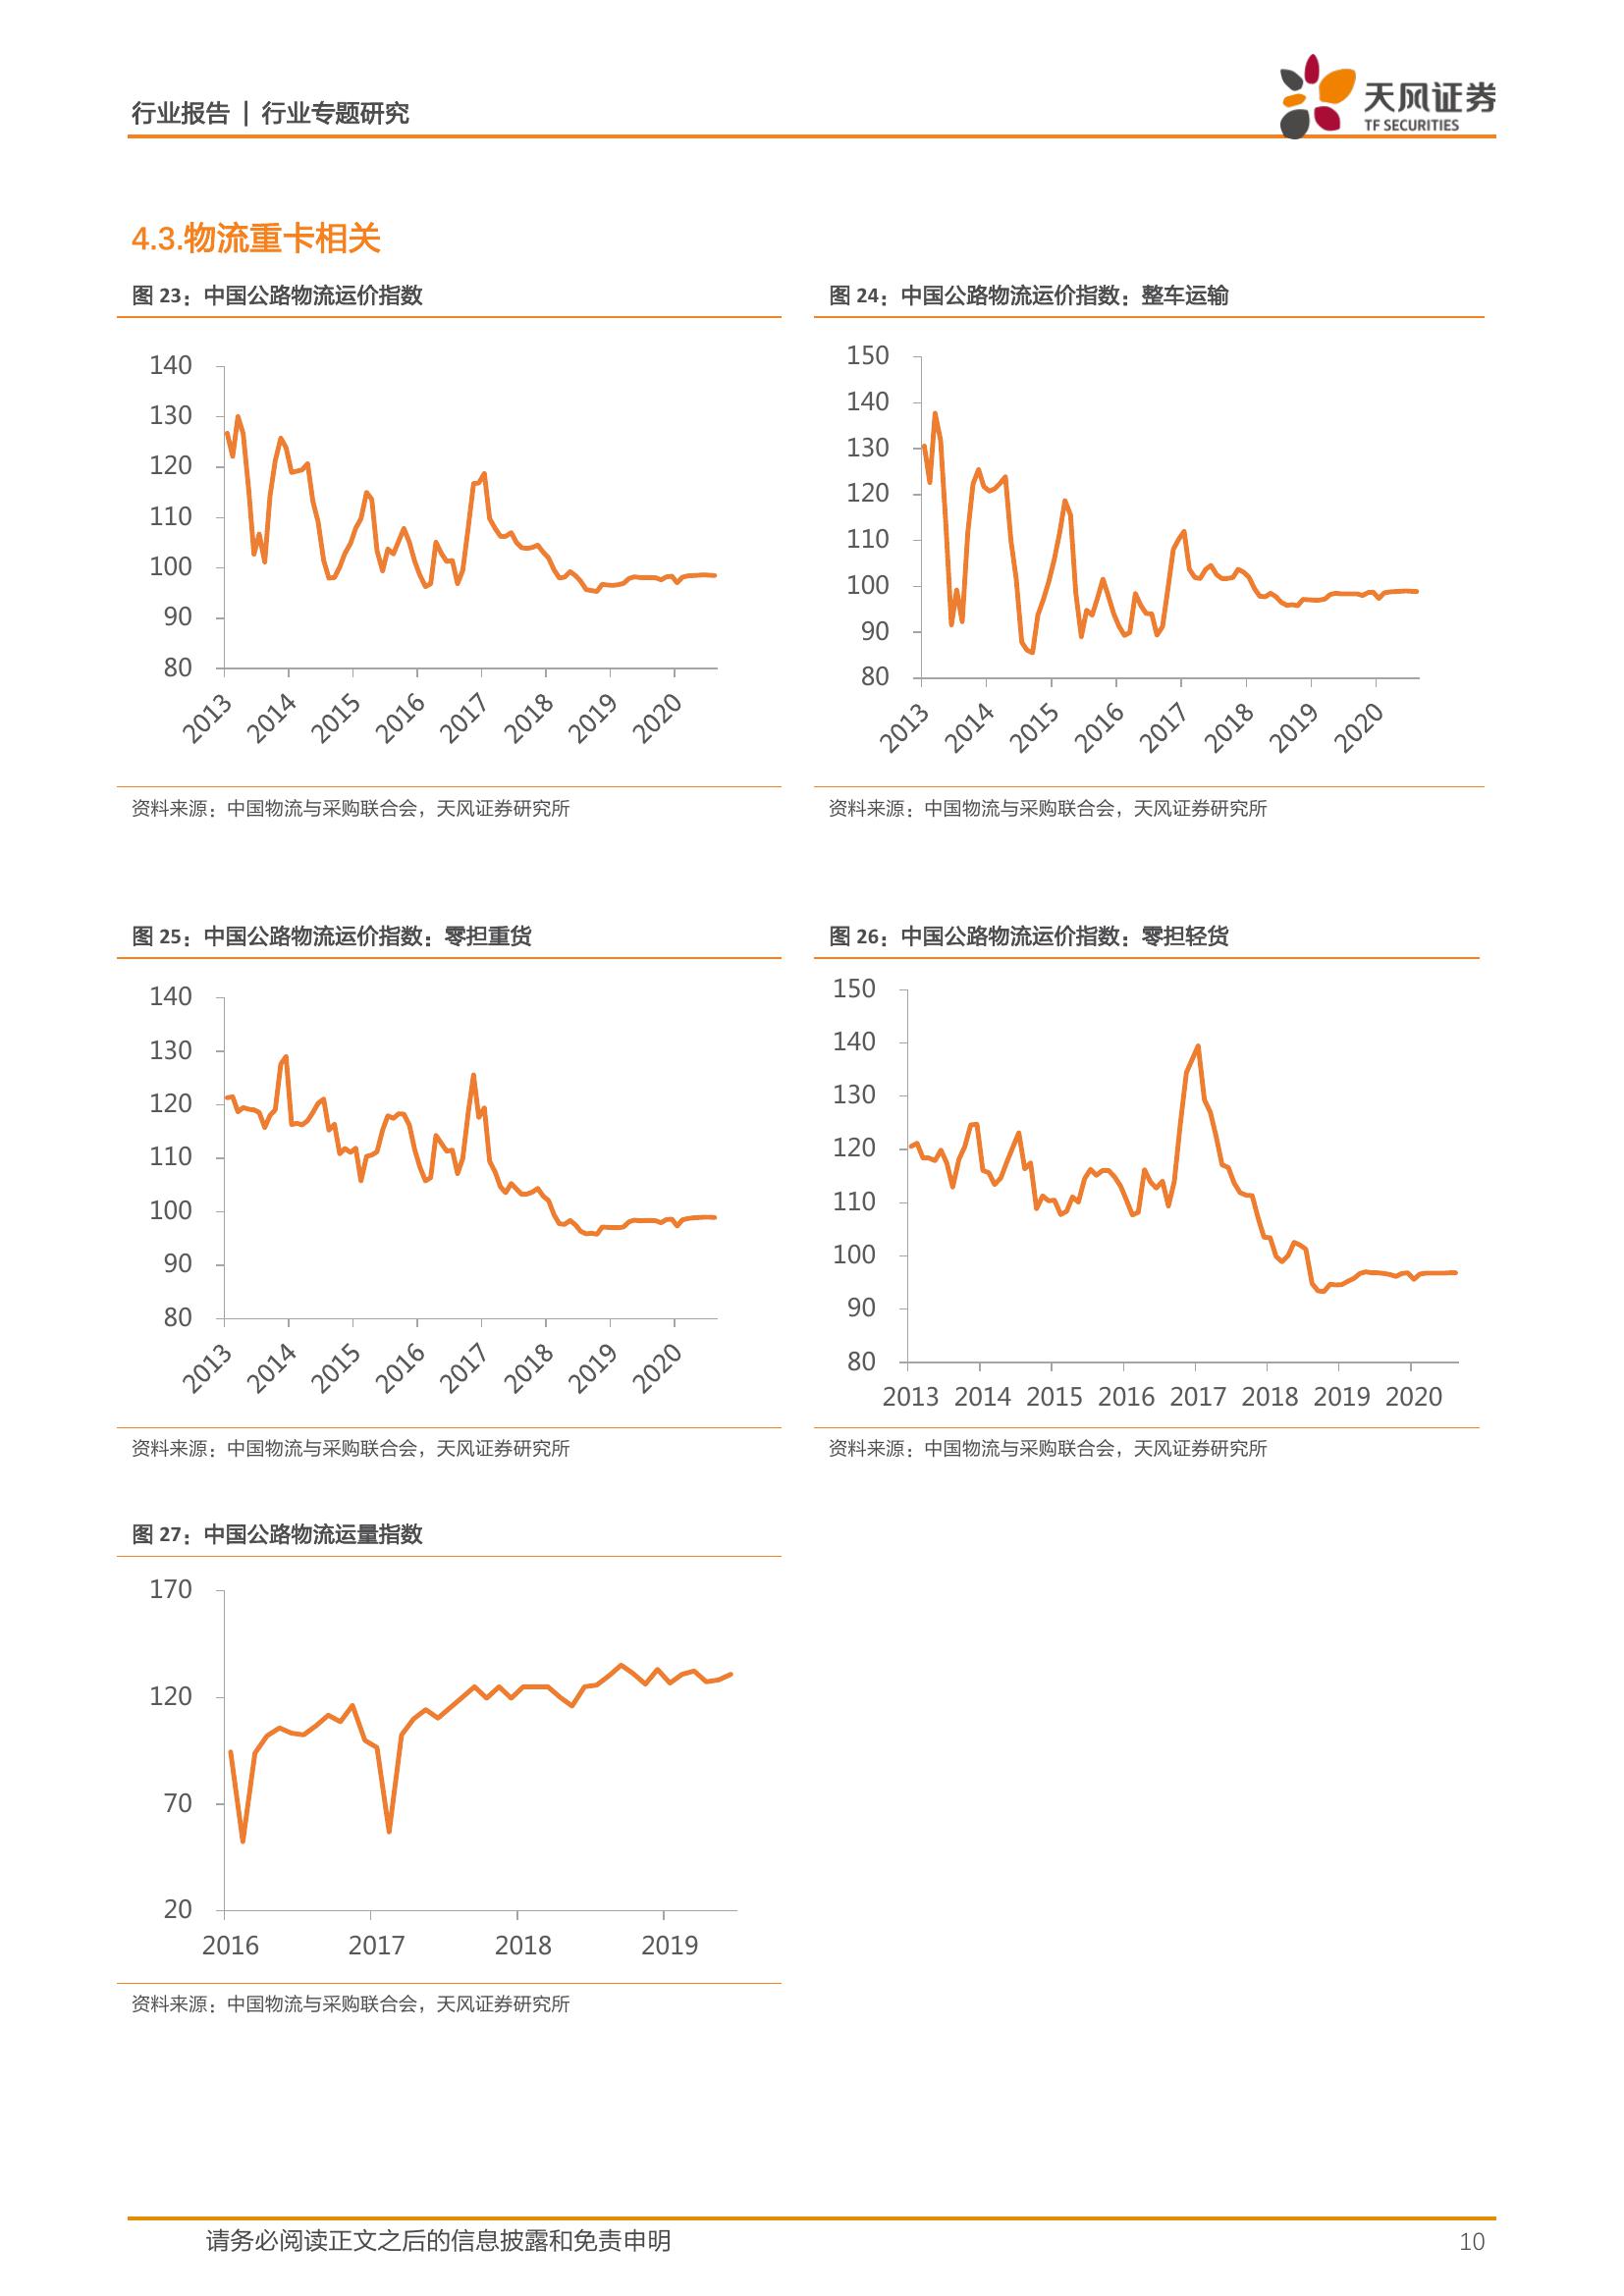 行业报告 | 行业专题研究
天风证券
TF SECURITIES
4.3.物流重卡相关
图 23：中国公路物流运价指数
140
130
120
110
100
90
80
2013 2014 2015 2016 2017 2018 2019 2020
资料来源：中国物流与采购联合会，天风证券研究所
图 24：中国公路物流运价指数：整车运输
150
140
130
120
110
100
90
80
2013 2014 2015 2016 2017 2018 2019 2020
资料来源：中国物流与采购联合会，天风证券研究所
图 25：中国公路物流运价指数：零担重货
140
130
120
110
100
90
80
2013 2014 2015 2016 2017 2018 2019 2020
资料来源：中国物流与采购联合会，天风证券研究所
图 26：中国公路物流运价指数：零担轻货
150
140
130
120
110
100
90
80
2013 2014 2015 2016 2017 2018 2019 2020
资料来源：中国物流与采购联合会，天风证券研究所
图 27：中国公路物流运量指数
170
120
70
20
2016 2017 2018 2019
资料来源：中国物流与采购联合会，天风证券研究所
请务必阅读正文之后的信息披露和免责申明
10